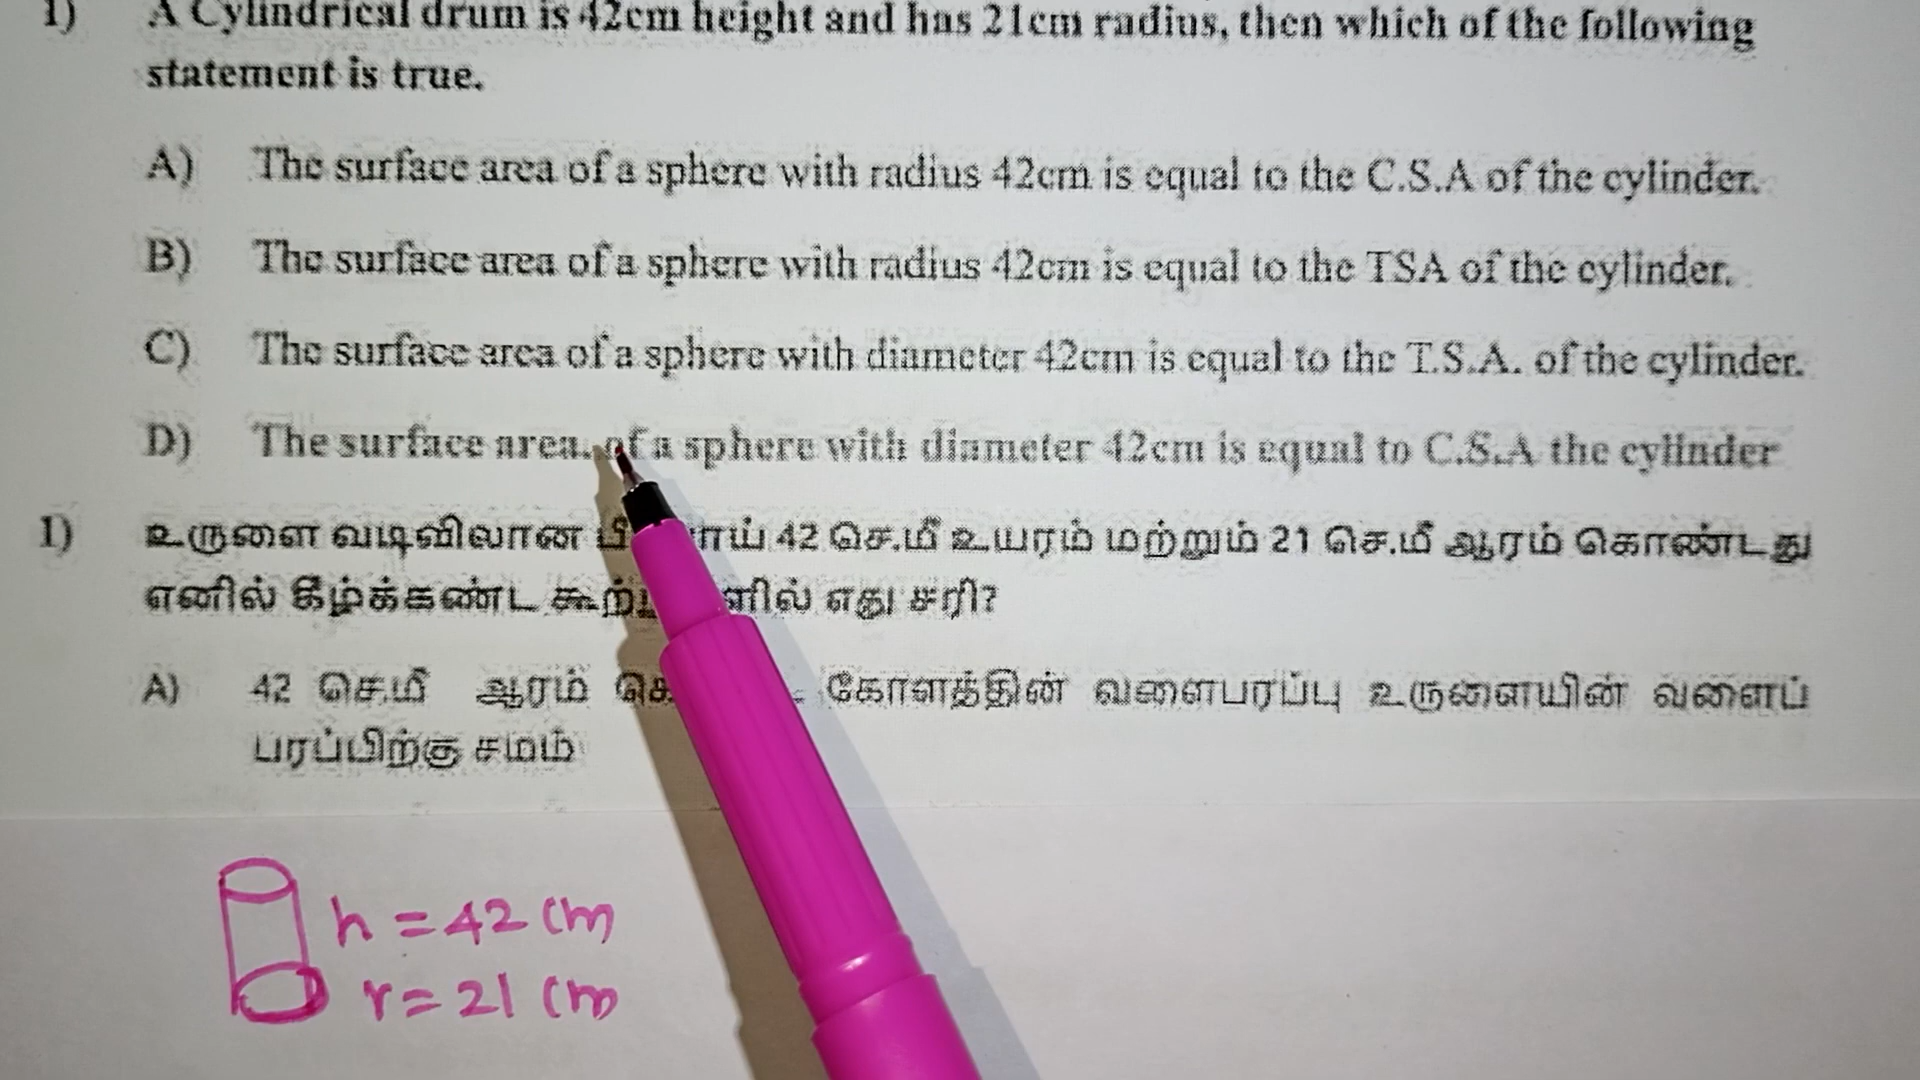 1) A Cylindrical drum is 42cm height and has 21cm radius, then which of the following
statement is true.
A) The surface area of a sphere with radius 42cm is equal to the C.S.A of the cylinder.
B) The surface area of a sphere with radius 42cm is equal to the TSA of the cylinder.
C) The surface area of a sphere with diameter 42cm is equal to the T.S.A. of the cylinder.
D) The surface area of a sphere with diameter 42cm is equal to C.S.A the cylinder
1) உருளை வடிவிலான 42 செ.மீ உயரம் மற்றும் 21 செ.மீ ஆரம் கொண்டது
எனில் கீழ்க்கண்ட எது சரி?
A) 42 செ.மீ ஆரம் கோளத்தின் வளைபரப்பு உருளையின் வளைப்
பரப்பிற்கு சமம்
h = 42 cm
r = 21 cm